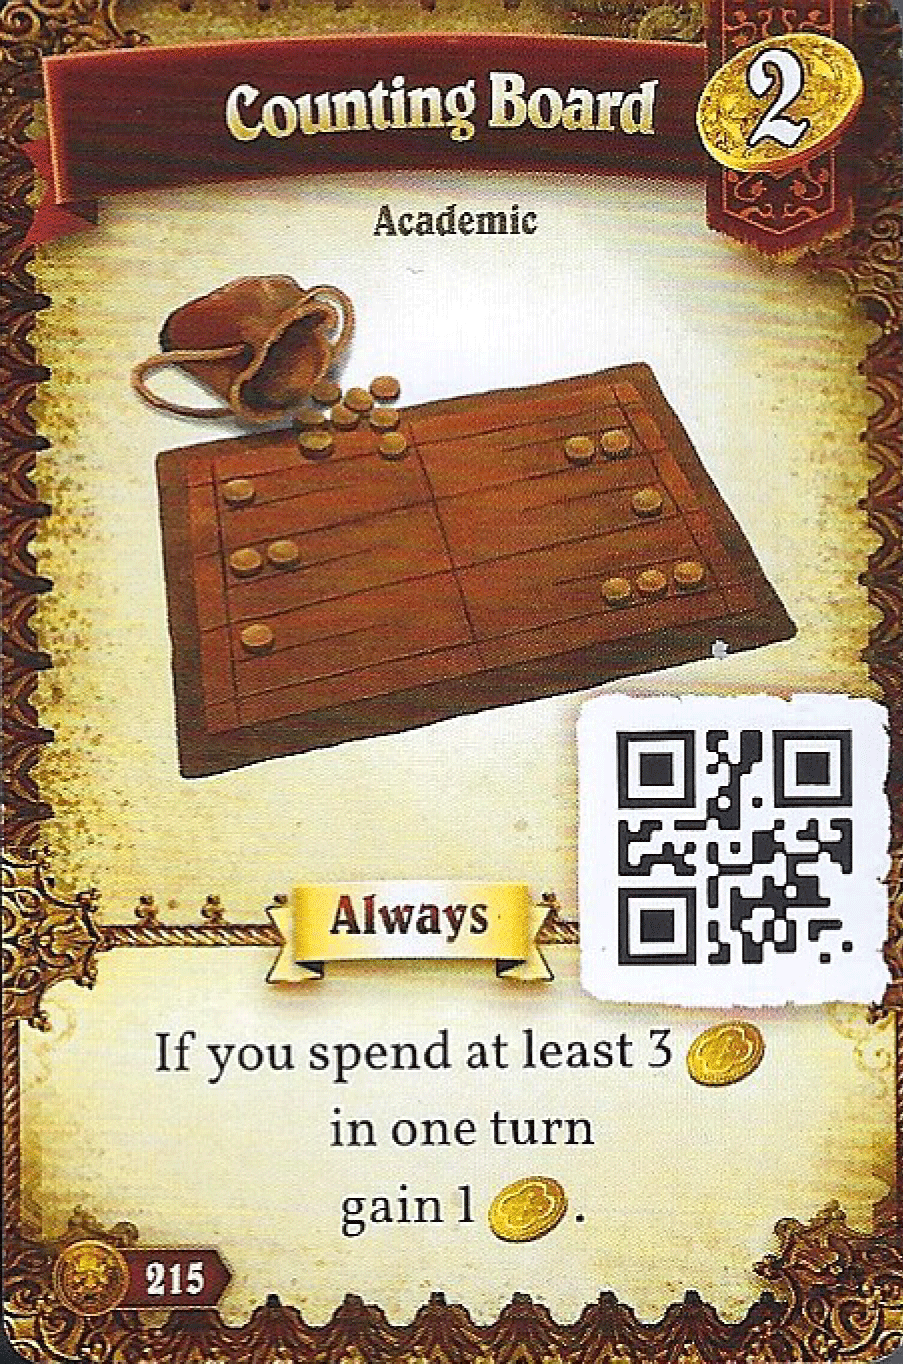 Counting Board
2
Academic
Always
If you spend at least 3
in one turn
gain 1 .
215